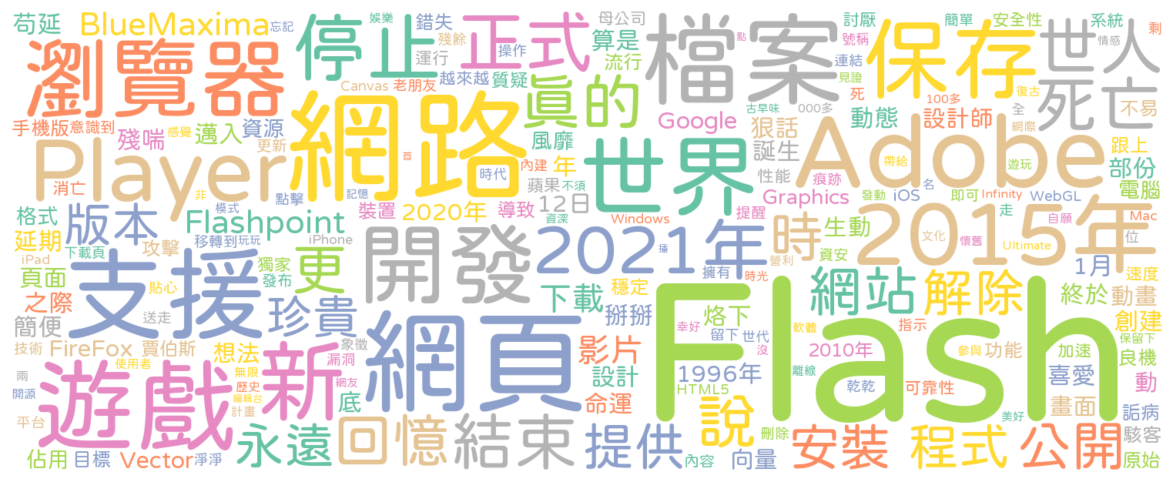 苟延 BlueMaxima 忘記 娛樂 錯失 停止 正式 母公司 算是 檔案 討厭 簡單 安全性 系統 剩
瀏覽器 殘餘 操作 運行 流行 號稱 保存 連結 世人 情感
Canvas 老朋友 越來越 質疑 真的 見證 復古 死亡 點
手機版 意識到 殘喘 感覺 邁入 資源 網路 風靡 Google 古早味 000多 狠話 死 動態 100多 設計師 全 不易
Player 更新 內建 世界 誕生 Adobe 網際 跟上
消亡 非 點擊 時代 首 年 蘋果 不須 性能 帶給 遊玩 部份
格式 版本 Flashpoint 模式 記憶 裝置 2020年 導致 12日 痕跡 Graphics 發動 iOS 名 即可 Infinity WebGL 電腦
延期 攻擊 移轉到 玩玩 iPhone 資深 Windows 提醒 生動 時 2015年 走 自願 Mac
下載頁 iPad 獨家 更 開發 2021年 擁有 資安 營利 文化 懷舊 Ultimate 位
頁面 支援 發布 播 穩定 時光 網站 解除 1月 速度
之際 貼心 珍貴 下載 掰掰 Flash 終於 動畫
簡便 送走 象徵 網頁 幸好 烙下 軟體 指示 創建 保留下
技術 FireFox 賈伯斯 想法 漏洞 影片 留下 世代 沒 2010年 參與 功能 加速 良機
兩 使用者 無限 新 網友 設計 1996年 離線 喜愛 動
開源 遊戲 歷史 編輯台 底 HTML5 乾乾 可靠性 畫面 詬病
平台 計畫 命運 說 美好
佔用 目標 Vector 淨淨 永遠 回憶 結束 提供 刪除 內容 向量 安裝 程式 公開 駭客 原始